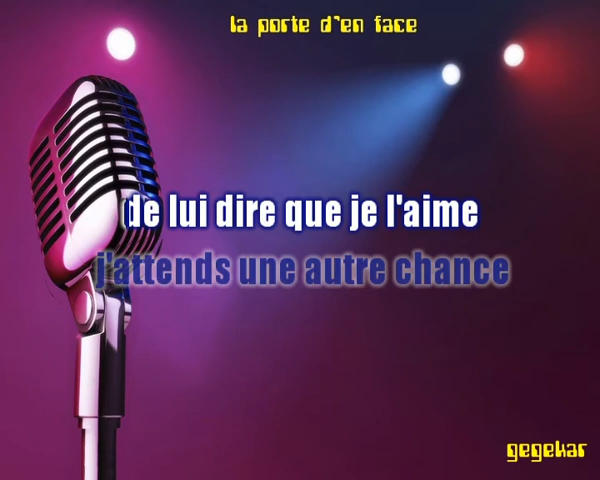 la porte d'en face
de lui dire que je l'aime
j'attends une autre chance
gegekar